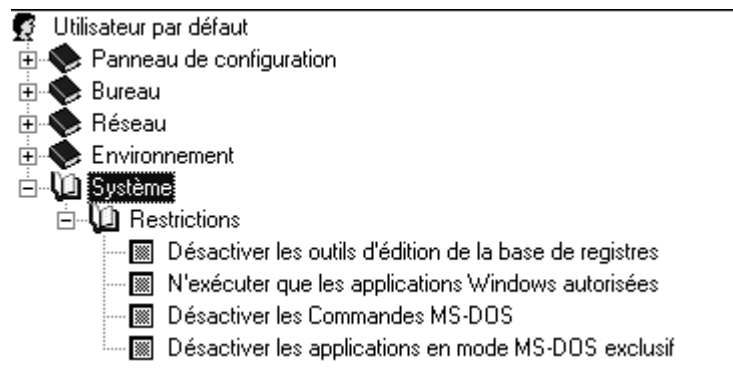 Utilisateur par défaut
Panneau de configuration
Bureau
Réseau
Environnement
Système
Restrictions
Désactiver les outils d'édition de la base de registres
N'exécuter que les applications Windows autorisées
Désactiver les Commandes MS-DOS
Désactiver les applications en mode MS-DOS exclusif